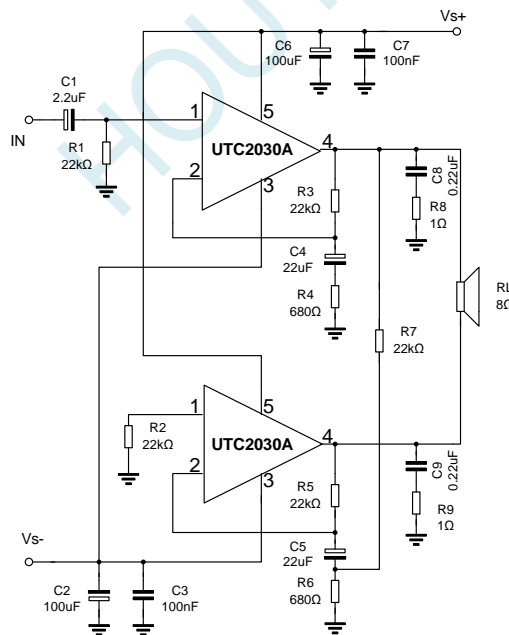 HOU
Vs+
C6
100uF
C7
100nF
C1
2.2uF
IN
R1
22kΩ
1
5
UTC2030A
4
2
3
R3
22kΩ
C8
0.22uF
R8
1Ω
C4
22uF
R4
680Ω
RL
8Ω
R7
22kΩ
R2
22kΩ
1
5
UTC2030A
4
2
3
R5
22kΩ
C9
0.22uF
R9
1Ω
C5
22uF
R6
680Ω
Vs-
C2
100uF
C3
100nF